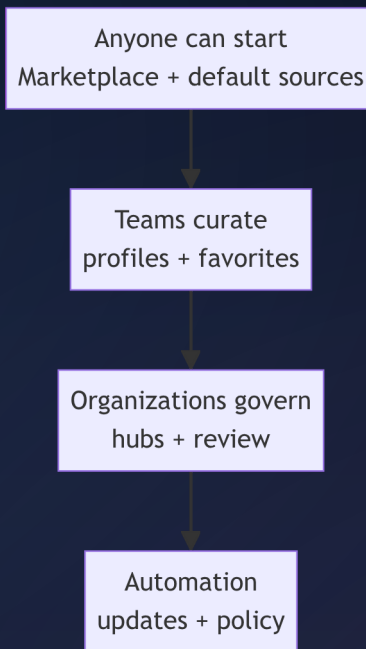 Anyone can start
Marketplace + default sources
Teams curate
profiles + favorites
Organizations govern
hubs + review
Automation
updates + policy